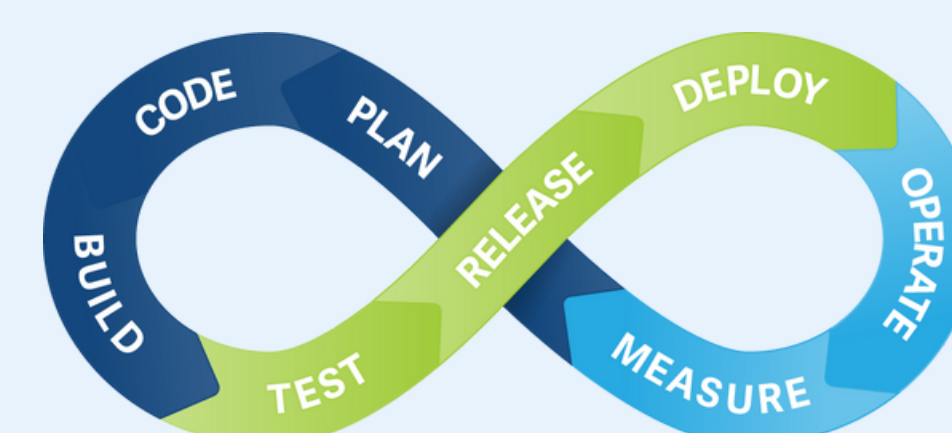 PLAN
CODE
BUILD
TEST
RELEASE
DEPLOY
OPERATE
MEASURE